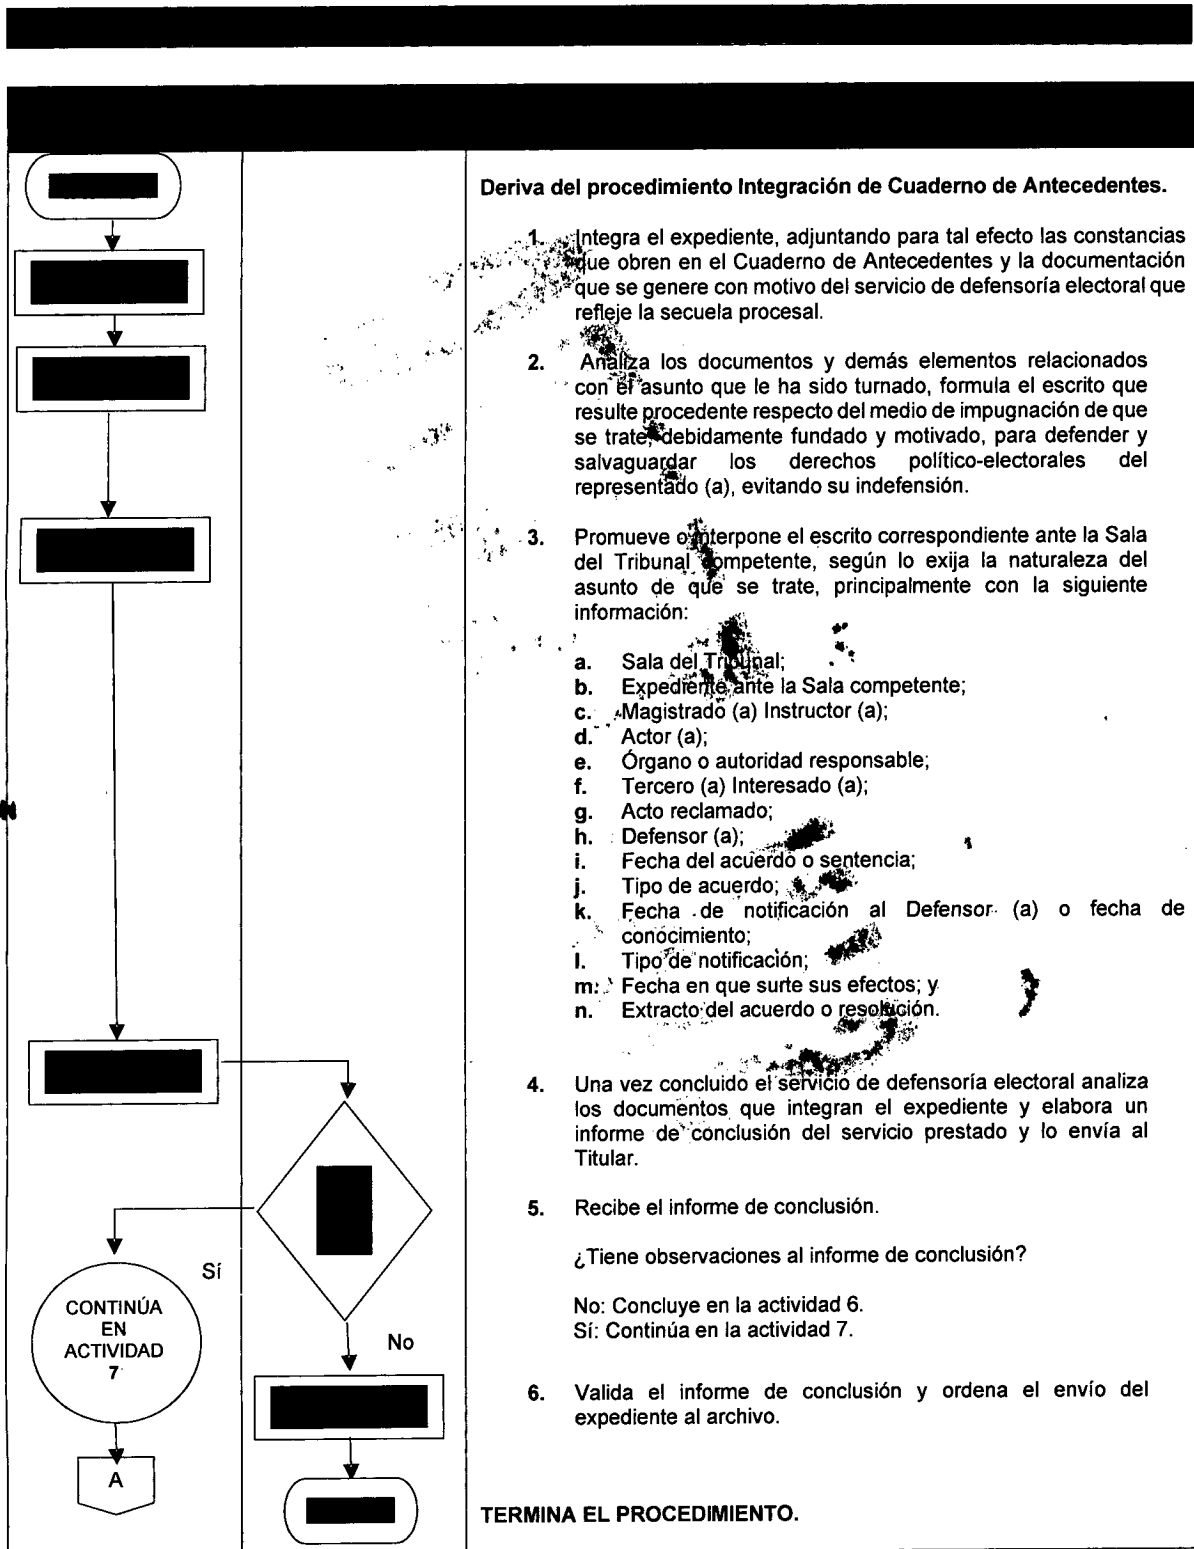 Deriva del procedimiento Integración de Cuaderno de Antecedentes.
1. Integra el expediente, adjuntando para tal efecto las constancias
que obren en el Cuaderno de Antecedentes y la documentación
que se genere con motivo del servicio de defensoría electoral que
refleje la secuela procesal.
2. Analiza los documentos y demás elementos relacionados
con el asunto que le ha sido turnado, formula el escrito que
resulte procedente respecto del medio de impugnación de que
se trate, debidamente fundado y motivado, para defender y
salvaguardar los derechos político-electorales del
representado (a), evitando su indefensión.
3. Promueve o interpone el escrito correspondiente ante la Sala
del Tribunal competente, según lo exija la naturaleza del
asunto de que se trate, principalmente con la siguiente
información:
a. Sala del Tribunal;
b. Expediente ante la Sala competente;
c. Magistrado (a) Instructor (a);
d. Actor (a);
e. Órgano o autoridad responsable;
f. Tercero (a) Interesado (a);
g. Acto reclamado;
h. Defensor (a);
i. Fecha del acuerdo o sentencia;
j. Tipo de acuerdo;
k. Fecha de notificación al Defensor (a) o fecha de
conocimiento;
l. Tipo de notificación;
m. Fecha en que surte sus efectos; y
n. Extracto del acuerdo o resolución.
4. Una vez concluido el servicio de defensoría electoral analiza
los documentos que integran el expediente y elabora un
informe de conclusión del servicio prestado y lo envía al
Titular.
5. Recibe el informe de conclusión.
¿Tiene observaciones al informe de conclusión?
No: Concluye en la actividad 6.
Sí: Continúa en la actividad 7.
6. Valida el informe de conclusión y ordena el envío del
expediente al archivo.
TERMINA EL PROCEDIMIENTO.
Sí
CONTINÚA
EN
ACTIVIDAD
7
No
A